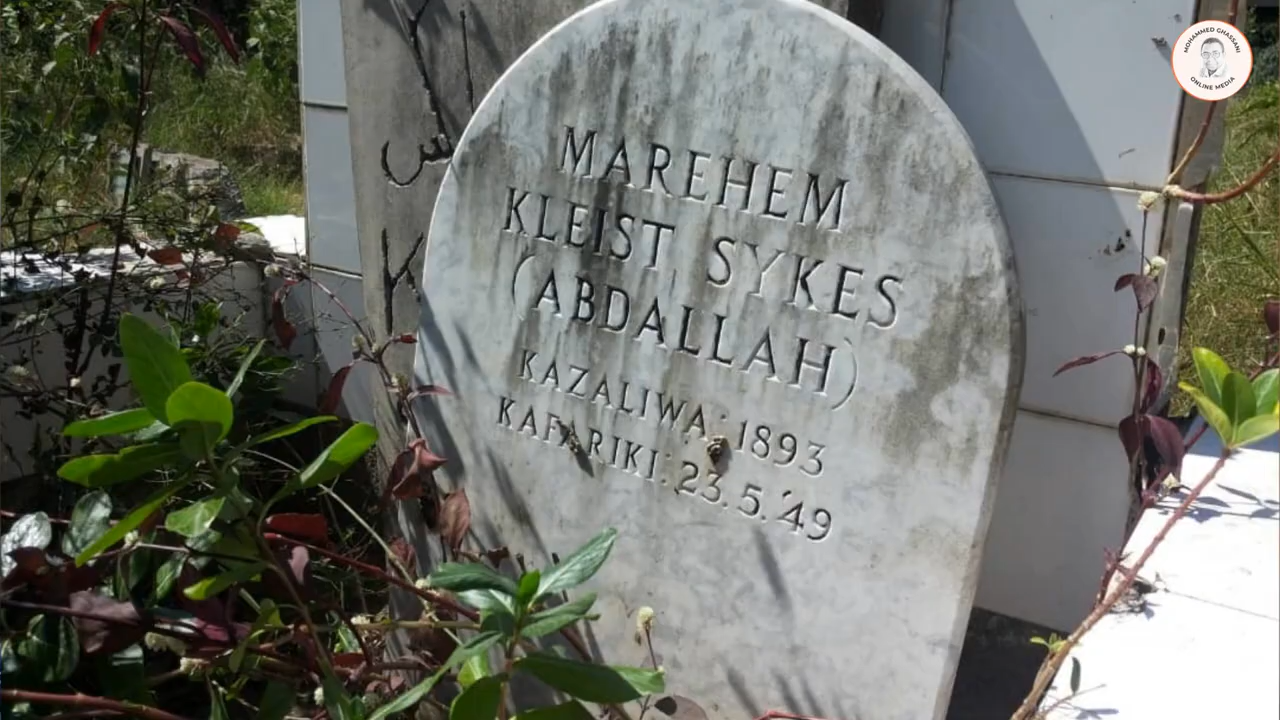 MAREHEM
KLEIST SYKES
(ABDALLAH)
KAZALIWA: 1893
KAFARIKI: 23.5.'49
K
MOHAMMED GHASSANI
ONLINE MEDIA